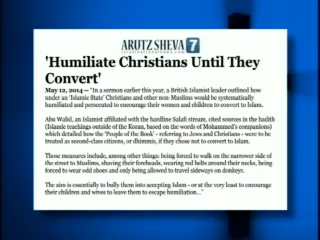 ARUTZ SHEVA 7
israelnationalnews.com
'Humiliate Christians Until They
Convert'
May 12, 2014 -- "In a sermon earlier this year, a British Islamist leader outlined how
under an 'Islamic State' Christians and other non-Muslims would be systematically
humiliated and persecuted to encourage their women and children to convert to Islam.
Abu Walid, an Islamist affiliated with the hardline Salafi stream, cited sources in the hadith
(Islamic teachings outside of the Koran, based on the words of Mohammed's companions)
which detailed how the 'People of the Book' - referring to Jews and Christians - were to be
treated as second-class citizens, or dhimmis, if they chose not to convert to Islam.
Those measures include, among other things: being forced to walk on the narrower side of
the street to Muslims, shaving their foreheads, wearing red belts around their necks, being
forced to wear odd shoes and only being allowed to travel sideways on donkeys.
The aim is essentially to bully them into accepting Islam - or at the very least to encourage
their children and wives to leave them to escape humiliation..."